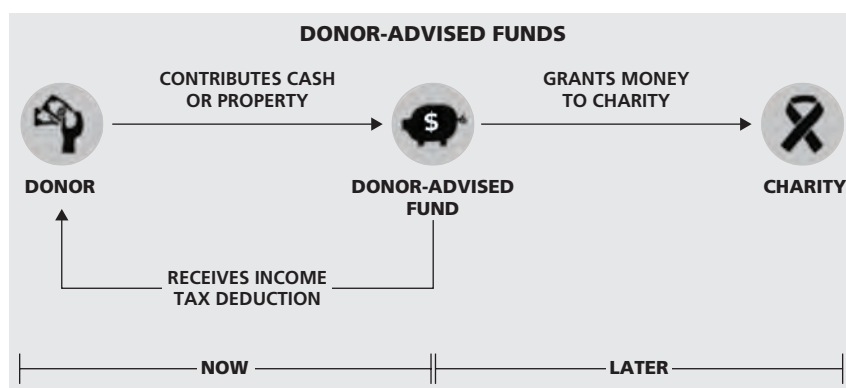 DONOR-ADVISED FUNDS
CONTRIBUTES CASH
OR PROPERTY
GRANTS MONEY
TO CHARITY
$
DONOR
DONOR-ADVISED
FUND
CHARITY
RECEIVES INCOME
TAX DEDUCTION
NOW
LATER